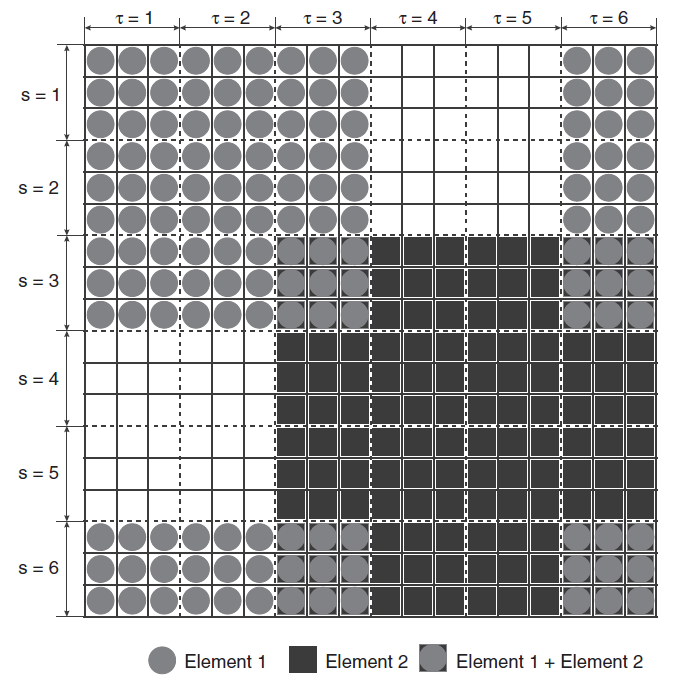 τ = 1 τ = 2 τ = 3 τ = 4 τ = 5 τ = 6
s = 1
s = 2
s = 3
s = 4
s = 5
s = 6
Element 1 Element 2 Element 1 + Element 2